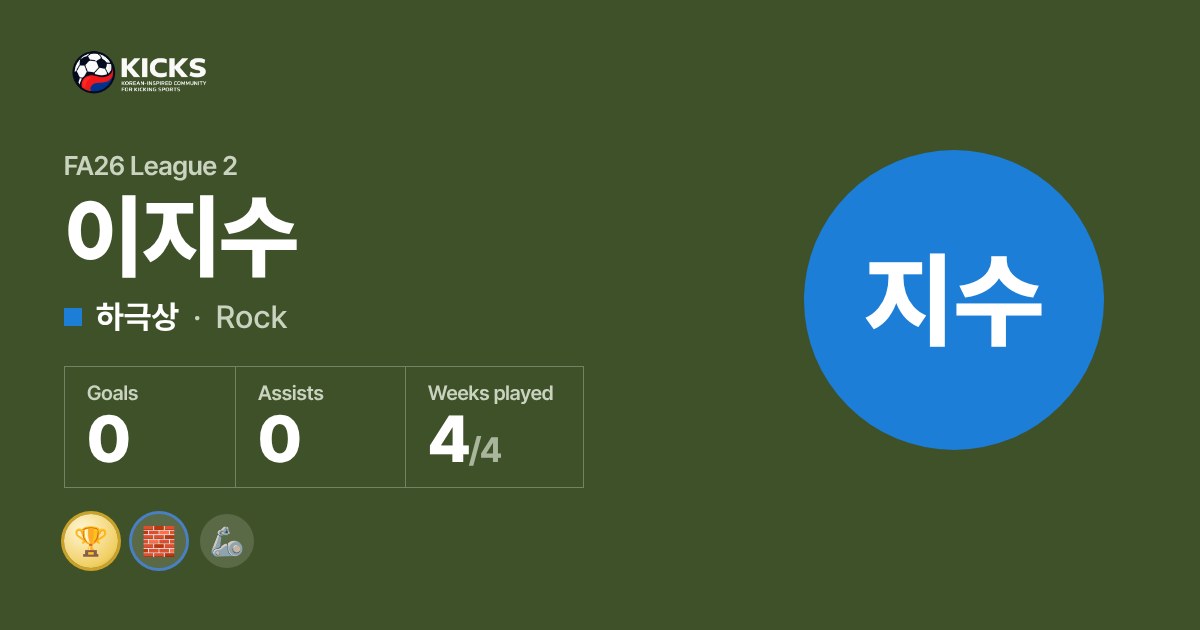 KICKS
KOREAN-INSPIRED COMMUNITY
FOR KICKING SPORTS
FA26 League 2
이지수
하극상 · Rock
지수
Goals
0
Assists
0
Weeks played
4/4